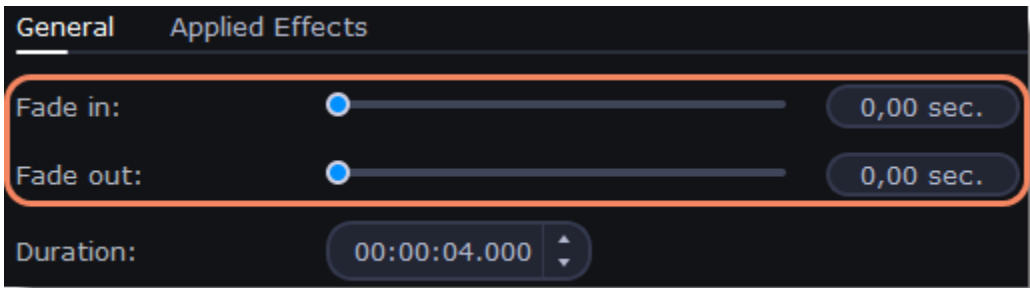 General Applied Effects
Fade in: 0,00 sec.
Fade out: 0,00 sec.
Duration: 00:00:04.000